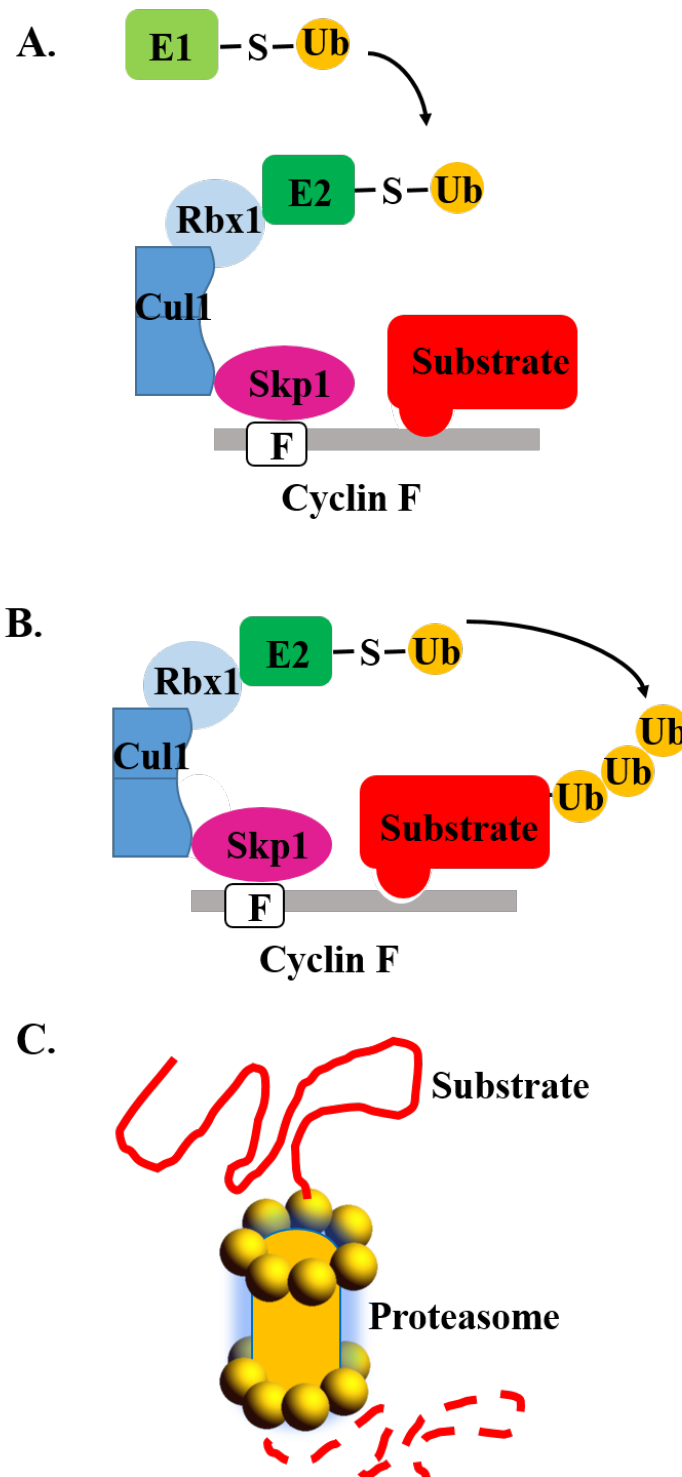 A.
E1 –S– Ub
E2 –S– Ub
Rbx1
Cul1
Substrate
Skp1
F
Cyclin F
B.
E2 –S– Ub
Rbx1
Ub
Cul1
Ub
Ub
Substrate
Skp1
F
Cyclin F
C.
Substrate
Proteasome